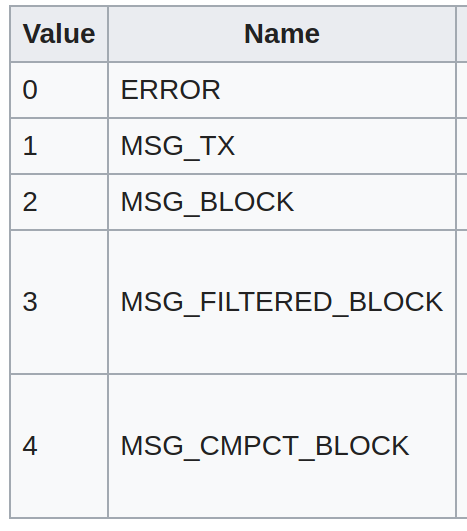 Value Name
0 ERROR
1 MSG_TX
2 MSG_BLOCK
3 MSG_FILTERED_BLOCK
4 MSG_CMPCT_BLOCK